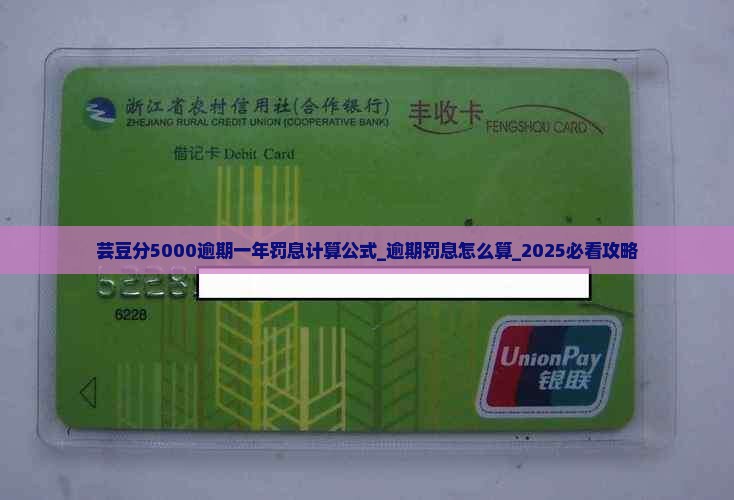 浙江省农村信用社(合作银行)
ZHEJIANG RURAL CREDIT UNION (COOPERATIVE BANK)
丰收卡
FENGSHOU CARD
借记卡 Debit Card
芸豆分5000逾期一年罚息计算公式_逾期罚息怎么算_2025必看攻略
6228
6228
UnionPay
银联